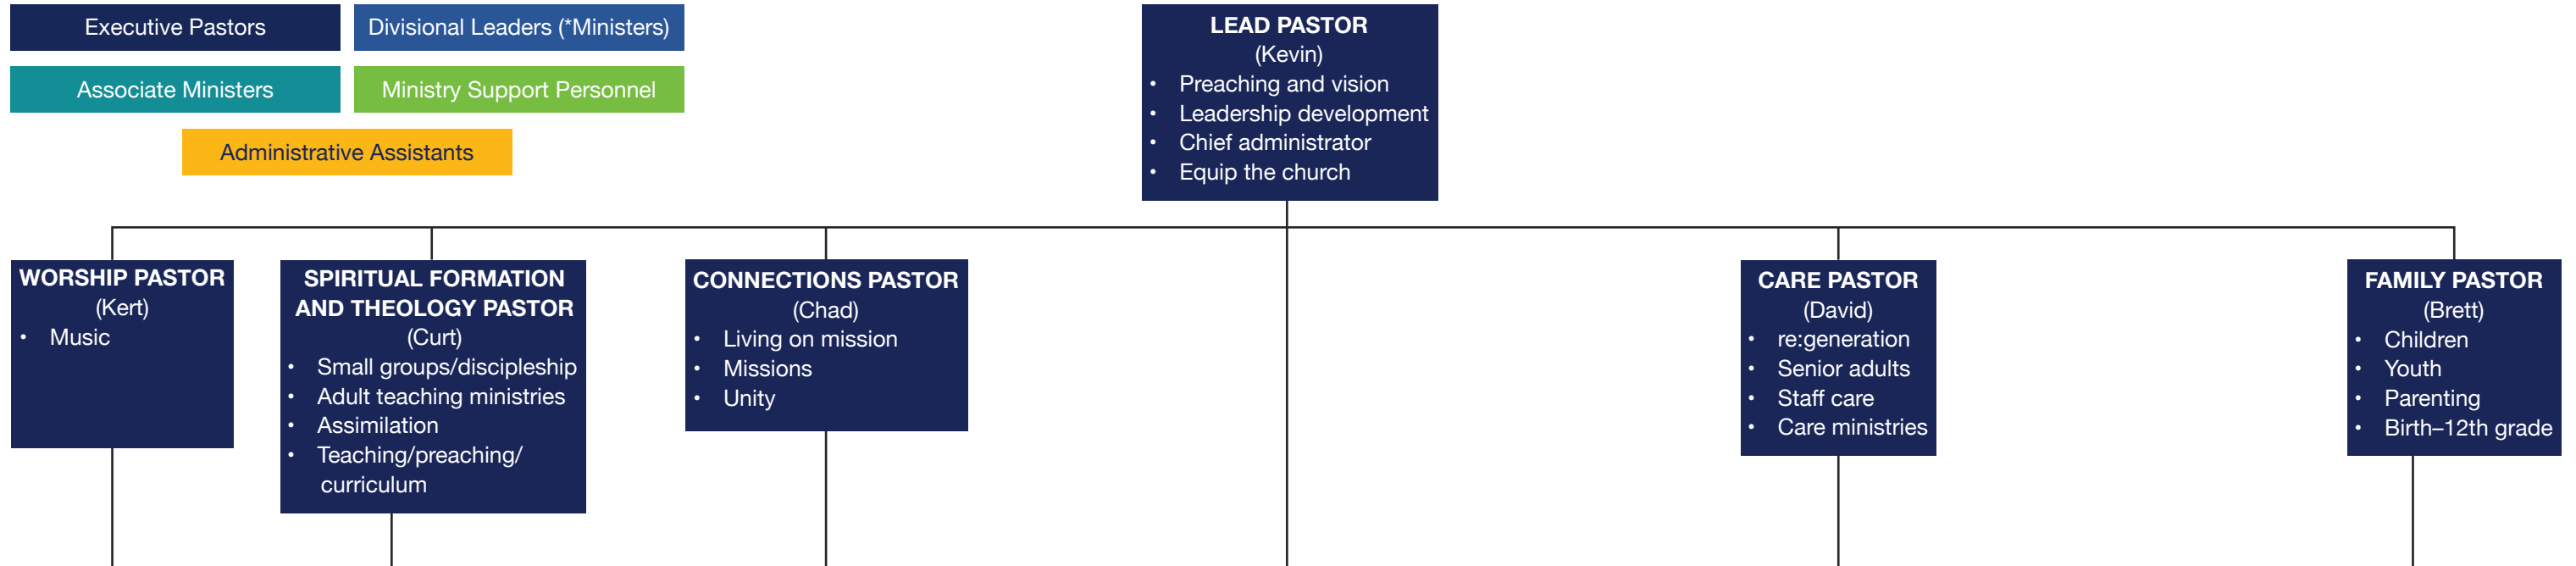 Executive Pastors
Divisional Leaders (*Ministers)
Associate Ministers
Ministry Support Personnel
Administrative Assistants
LEAD PASTOR
(Kevin)
• Preaching and vision
• Leadership development
• Chief administrator
• Equip the church
WORSHIP PASTOR
(Kert)
• Music
SPIRITUAL FORMATION
AND THEOLOGY PASTOR
(Curt)
• Small groups/discipleship
• Adult teaching ministries
• Assimilation
• Teaching/preaching/
curriculum
CONNECTIONS PASTOR
(Chad)
• Living on mission
• Missions
• Unity
CARE PASTOR
(David)
• re:generation
• Senior adults
• Staff care
• Care ministries
FAMILY PASTOR
(Brett)
• Children
• Youth
• Parenting
• Birth–12th grade